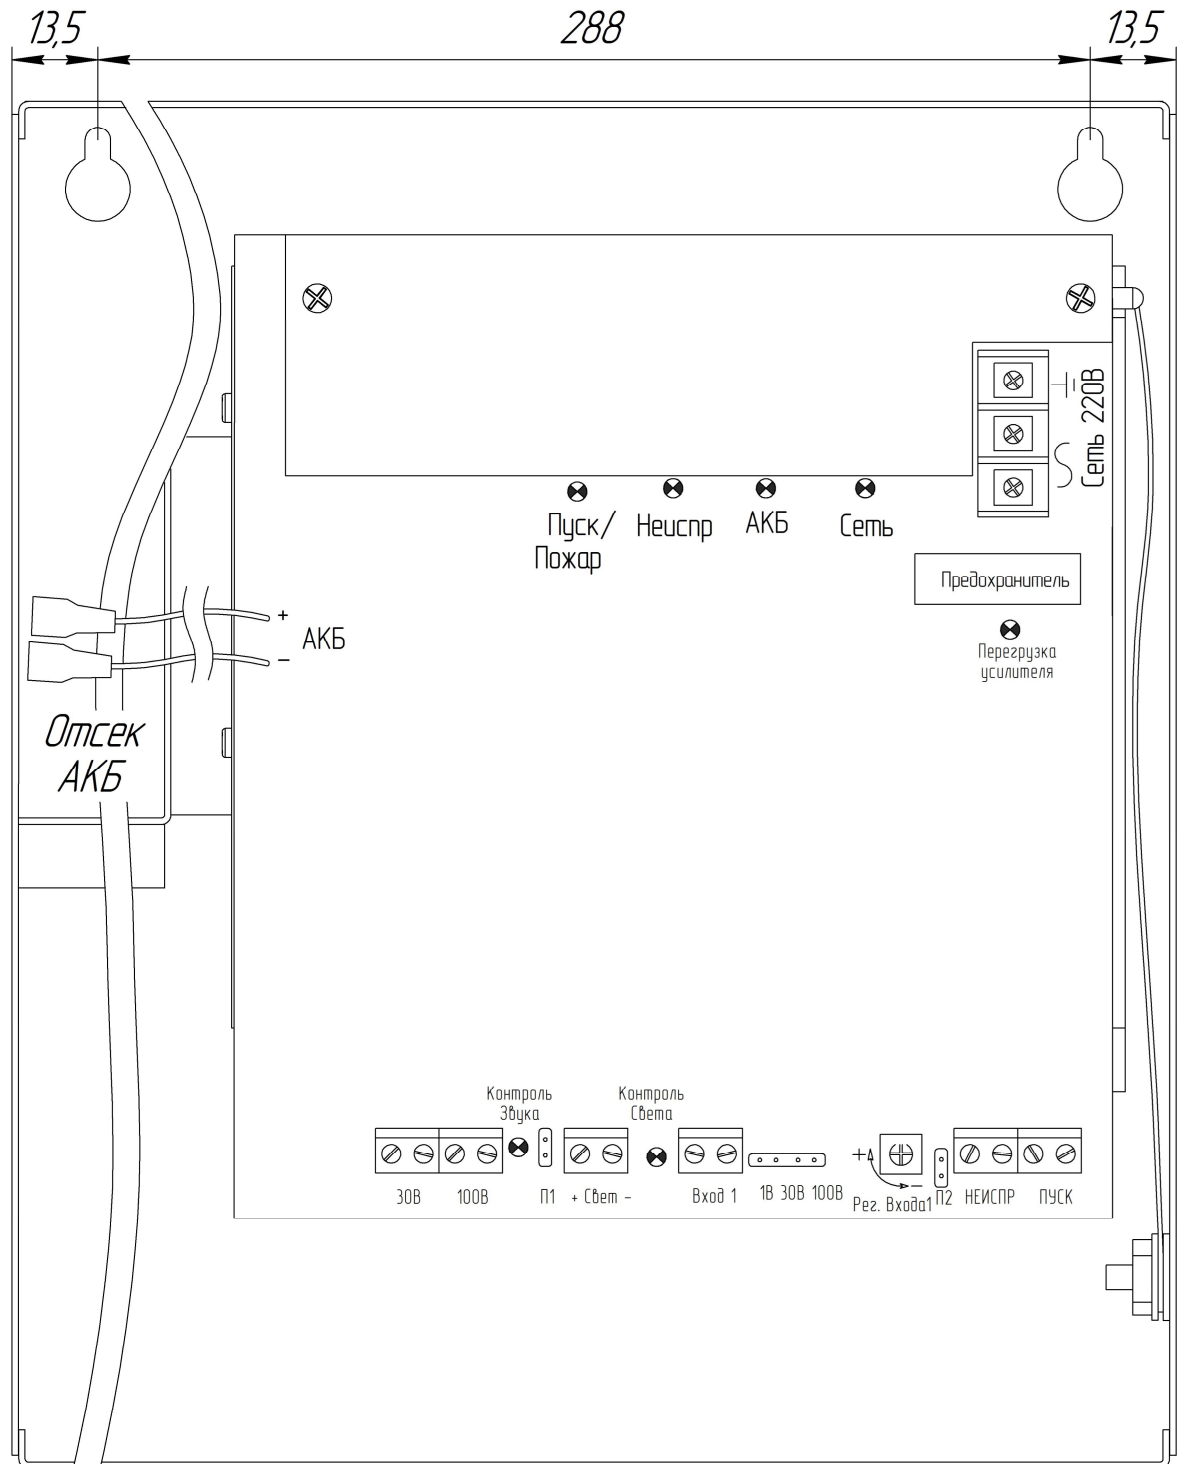 13,5
288
13,5
Сеть 220В
Пуск/
Пожар
Неиспр
АКБ
Сеть
Предохранитель
+
АКБ
-
Перегрузка
усилителя
Отсек
АКБ
Контроль
Звука
Контроль
Света
30В
100В
П1
+ Свет -
Вход 1
1В 30В 100В
+
-
Рег. Входа1
П2
НЕИСПР
ПУСК